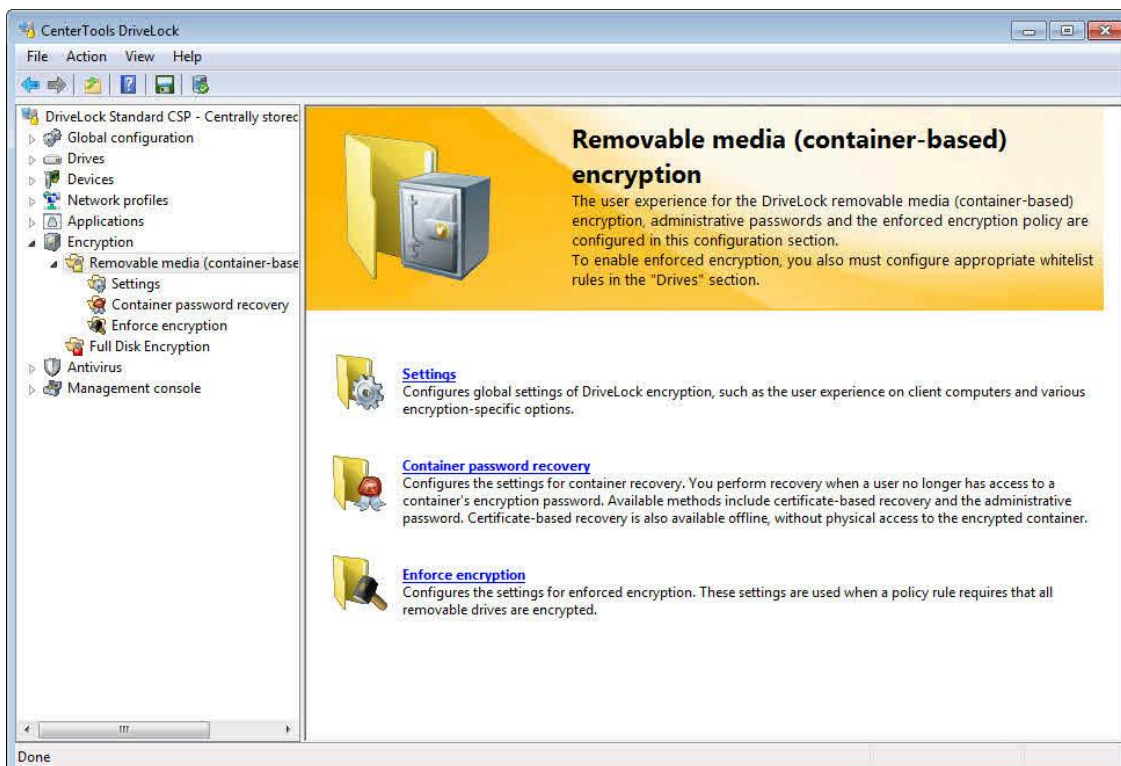 CenterTools DriveLock
File Action View Help
DriveLock Standard CSP - Centrally stored
Global configuration
Drives
Devices
Network profiles
Applications
Encryption
Removable media (container-base
Settings
Container password recovery
Enforce encryption
Full Disk Encryption
Antivirus
Management console
Removable media (container-based)
encryption
The user experience for the DriveLock removable media (container-based)
encryption, administrative passwords and the enforced encryption policy are
configured in this configuration section.
To enable enforced encryption, you also must configure appropriate whitelist
rules in the "Drives" section.
Settings
Configures global settings of DriveLock encryption, such as the user experience on client computers and various
encryption-specific options.
Container password recovery
Configures the settings for container recovery. You perform recovery when a user no longer has access to a
container's encryption password. Available methods include certificate-based recovery and the administrative
password. Certificate-based recovery is also available offline, without physical access to the encrypted container.
Enforce encryption
Configures the settings for enforced encryption. These settings are used when a policy rule requires that all
removable drives are encrypted.
Done